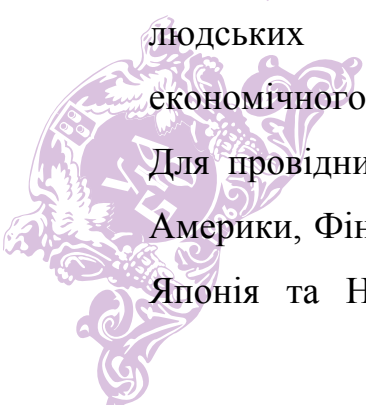 людських
економічного
Для провідни
Америки, Фін
Японія та Н